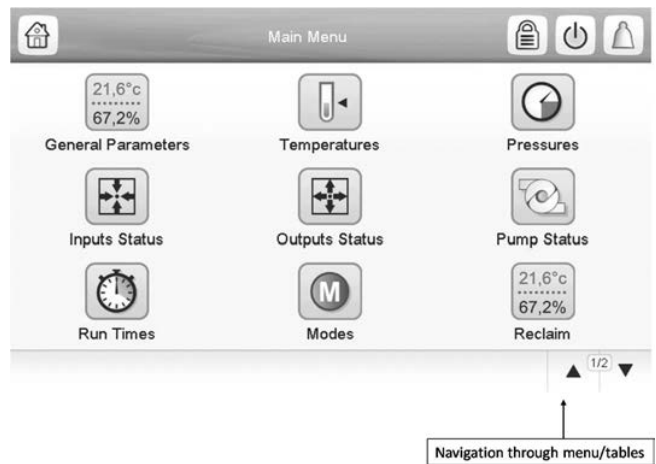 Main Menu
21,6°c
67,2%
General Parameters
Temperatures
Pressures
Inputs Status
Outputs Status
Pump Status
Run Times
M
Modes
21,6°c
67,2%
Reclaim
1/2
Navigation through menu/tables